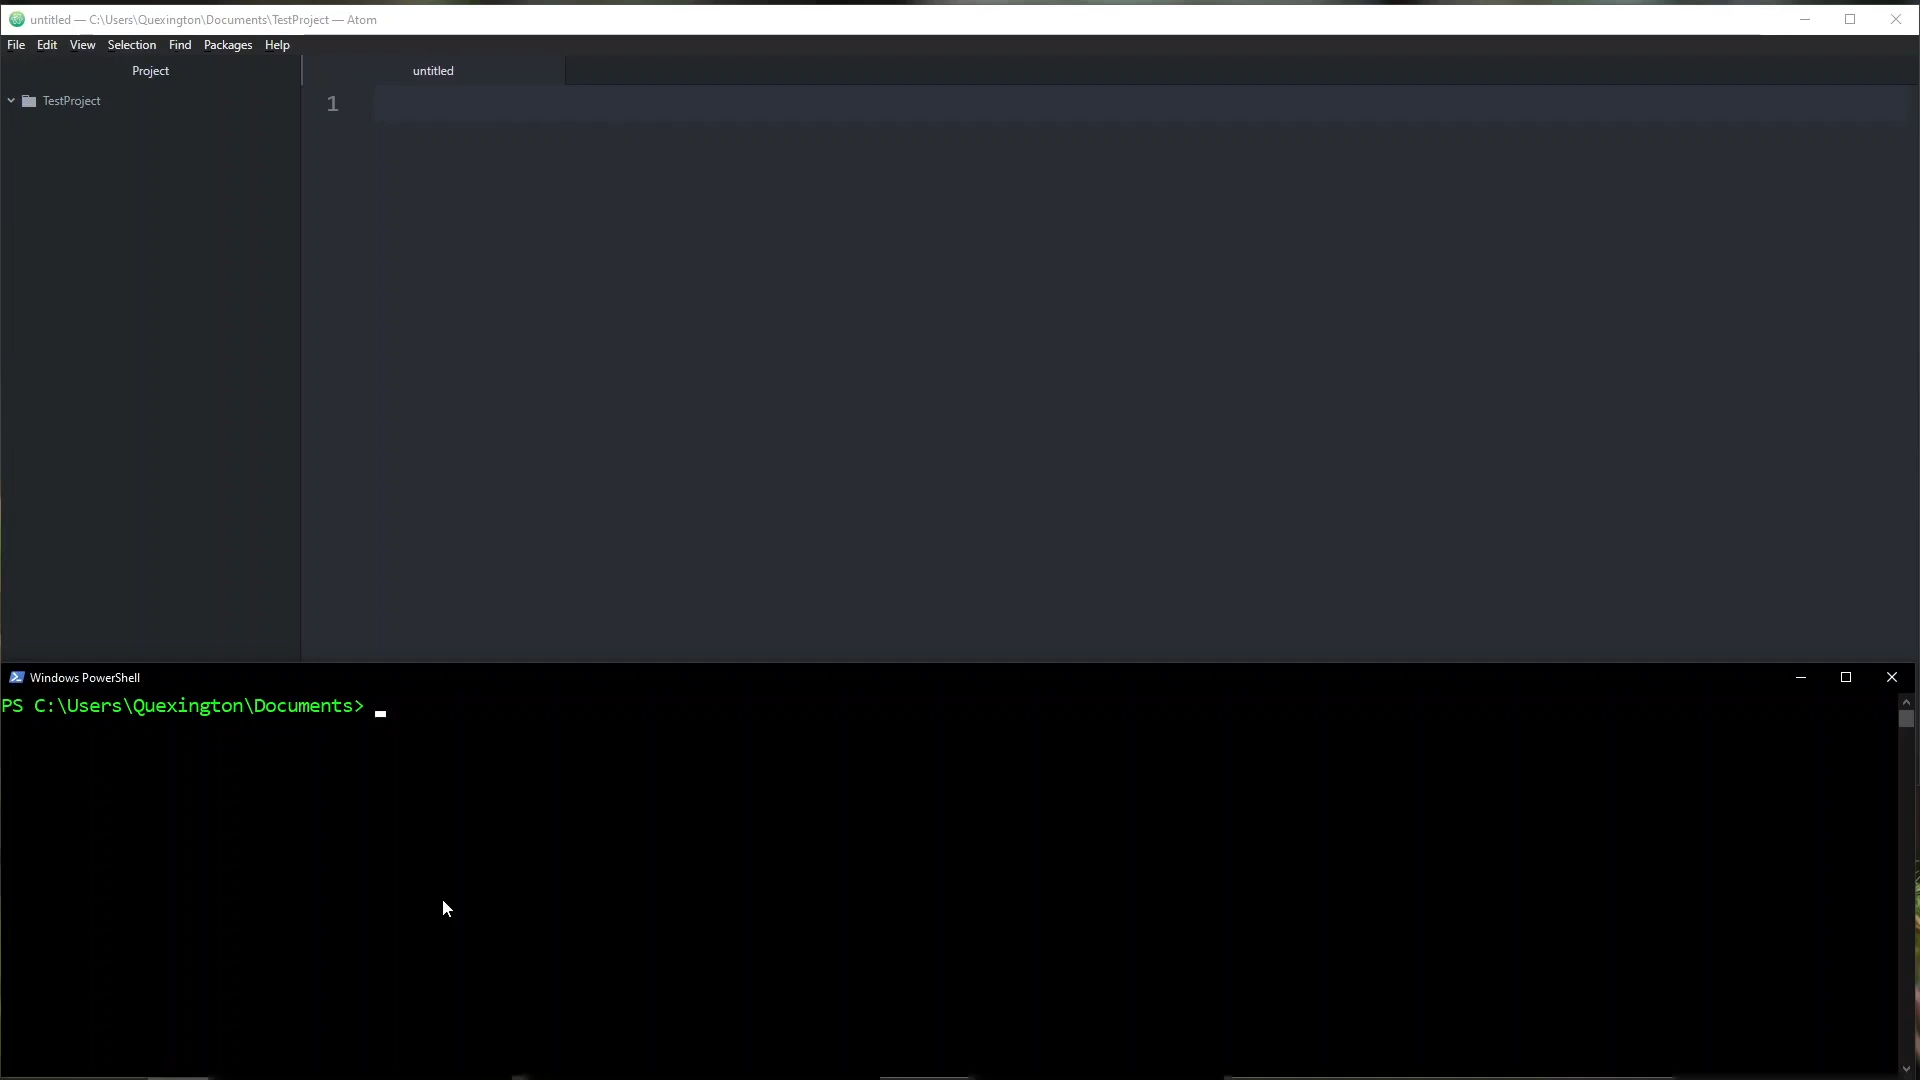 untitled — C:\Users\Quexington\Documents\TestProject — Atom
File Edit View Selection Find Packages Help
Project
untitled
TestProject
1
Windows PowerShell
PS C:\Users\Quexington\Documents>